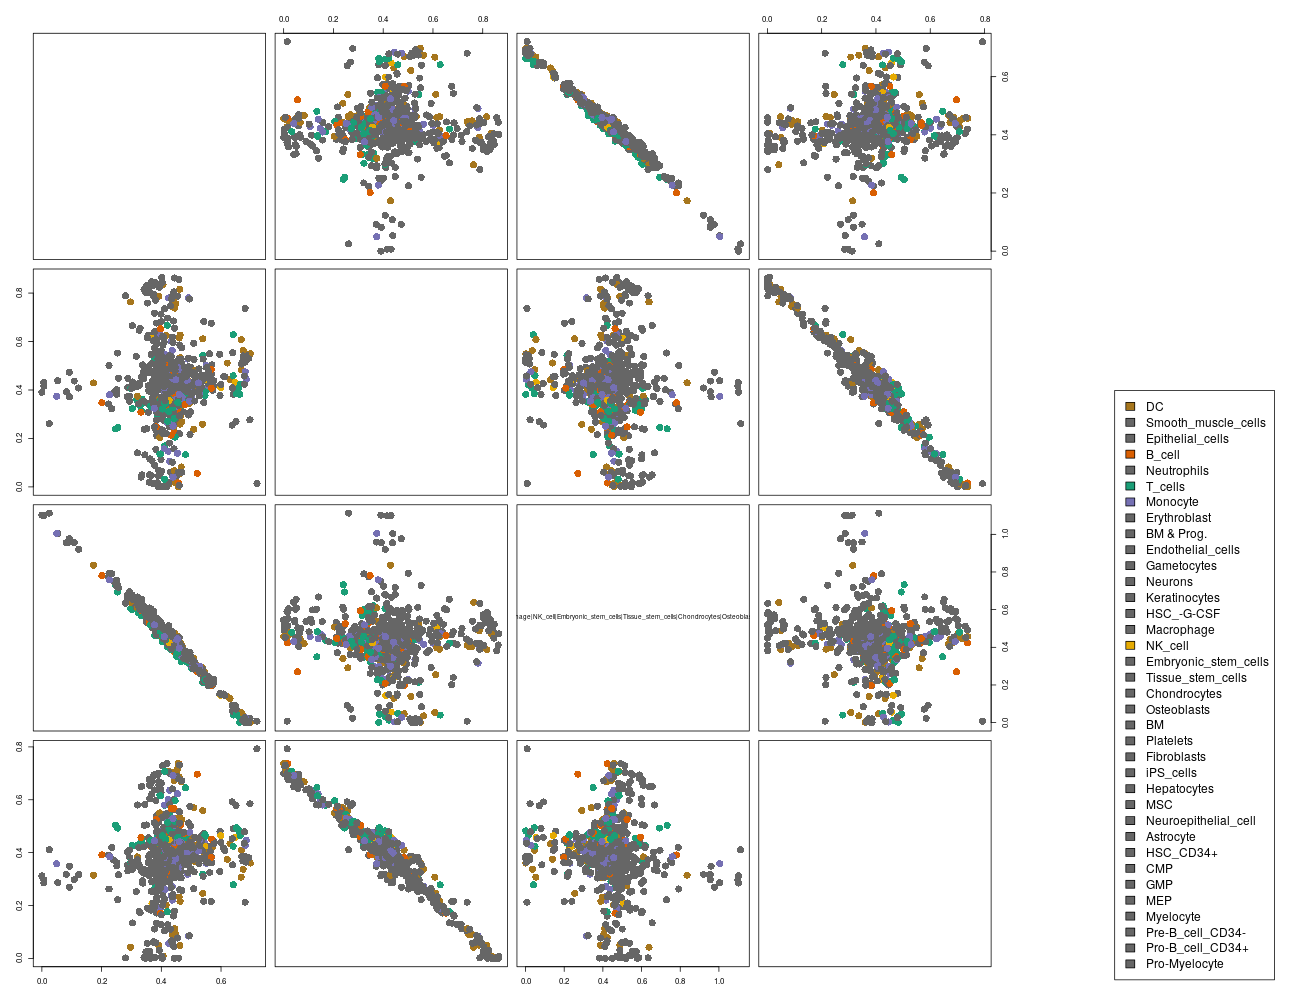 0.0 0.2 0.4 0.6 0.8
0.0 0.2 0.4 0.6 0.8
0.0 0.2 0.4 0.6
0.0 0.2 0.4 0.6 0.8
age|NK_cell|Embryonic_stem_cells|Tissue_stem_cells|Chondrocytes|Osteobla
0.0 0.2 0.4 0.6 0.8 1.0
0.0 0.2 0.4 0.6 0.8
0.0 0.2 0.4 0.6
0.0 0.2 0.4 0.6 0.8 1.0
DC
Smooth_muscle_cells
Epithelial_cells
B_cell
Neutrophils
T_cells
Monocyte
Erythroblast
BM & Prog.
Endothelial_cells
Gametocytes
Neurons
Keratinocytes
HSC_-G-CSF
Macrophage
NK_cell
Embryonic_stem_cells
Tissue_stem_cells
Chondrocytes
Osteoblasts
BM
Platelets
Fibroblasts
iPS_cells
Hepatocytes
MSC
Neuroepithelial_cell
Astrocyte
HSC_CD34+
CMP
GMP
MEP
Myelocyte
Pre-B_cell_CD34-
Pro-B_cell_CD34+
Pro-Myelocyte